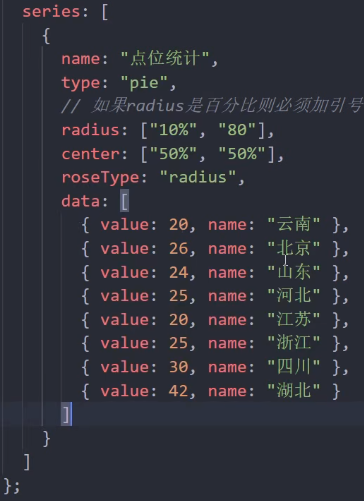 series: [
{
name: "点位统计",
type: "pie",
// 如果radius是百分比则必须加引号
radius: ["10%", "80"],
center: ["50%", "50%"],
roseType: "radius",
data: [
{ value: 20, name: "云南" },
{ value: 26, name: "北京" },
{ value: 24, name: "山东" },
{ value: 25, name: "河北" },
{ value: 20, name: "江苏" },
{ value: 25, name: "浙江" },
{ value: 30, name: "四川" },
{ value: 42, name: "湖北" }
]
}
]
};